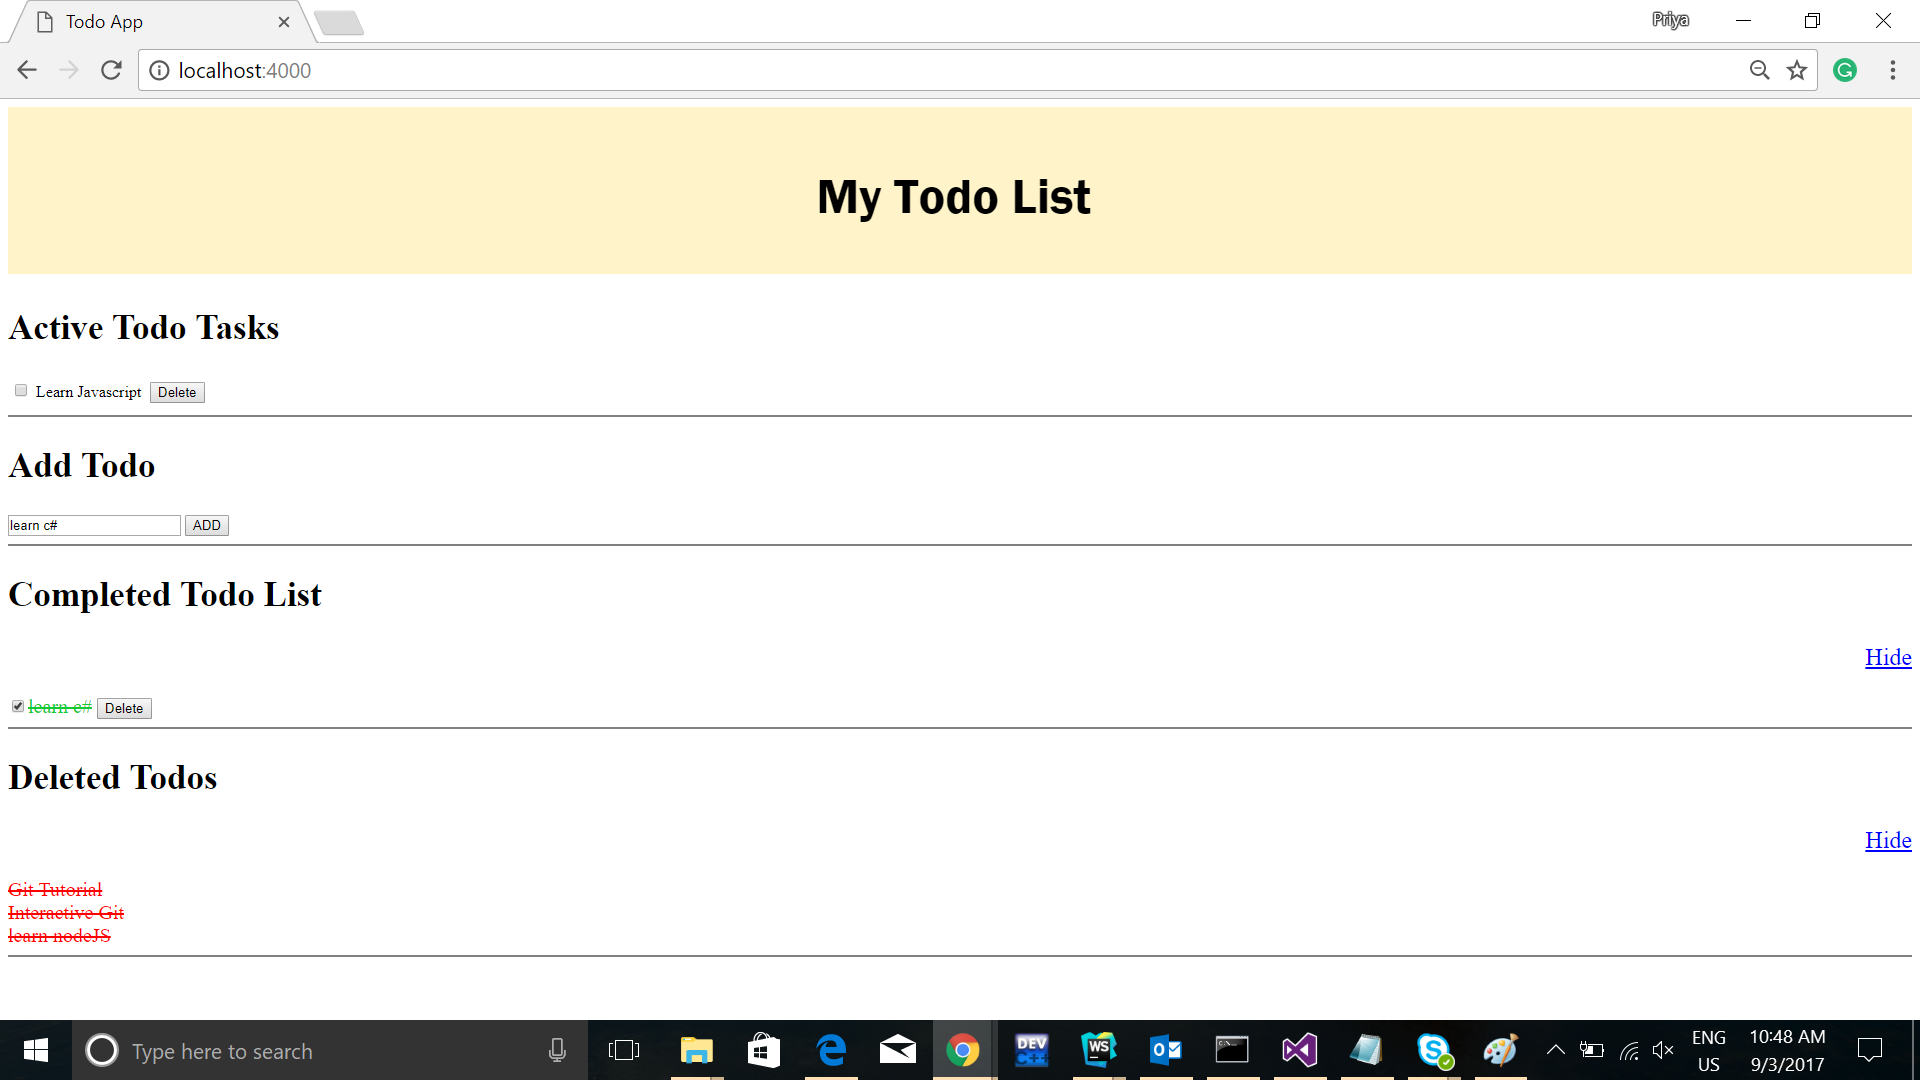 Todo App
Priya
localhost:4000
My Todo List
Active Todo Tasks
Learn Javascript Delete
Add Todo
learn c# ADD
Completed Todo List
Hide
learn c# Delete
Deleted Todos
Hide
Git Tutorial
Interactive Git
learn nodeJS
Type here to search
DEV
C++
WS
ENG
US
10:48 AM
9/3/2017